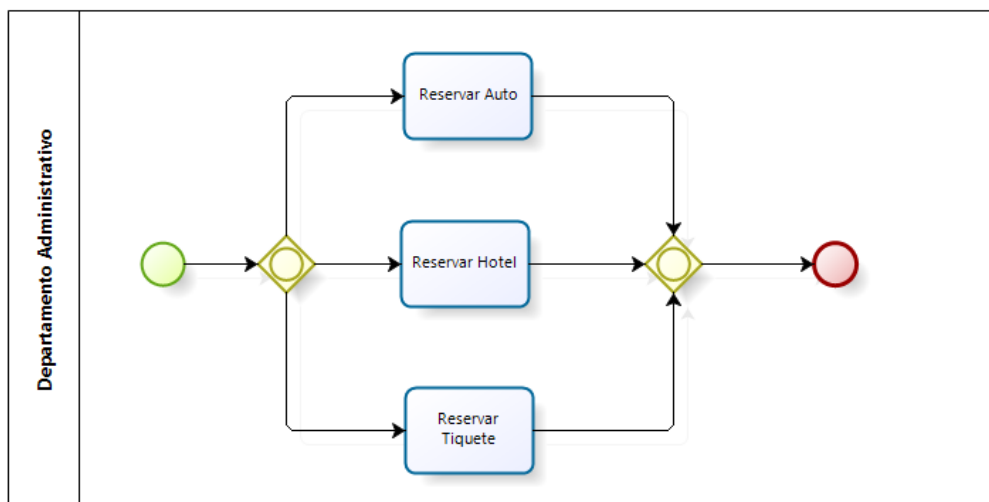 Departamento Administrativo
Reservar Auto
Reservar Hotel
Reservar
Tiquete